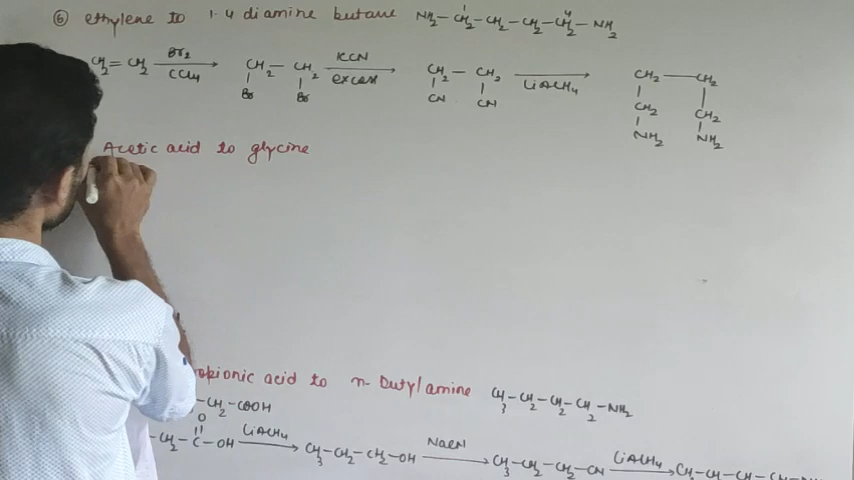 ⑥ ethylene to 1-4 diamine butane NH2-CH2-CH2-CH2-CH2-NH2
1 4
CH2=CH2 Br2 CCl4 CH2-CH2 KCN excess CH2-CH2 LiAlH4 CH2-CH2
Br Br CN CN CH2 CH2
NH2 NH2
Acetic acid to glycine
opionic acid to n-Butylamine CH3-CH2-CH2-CH2-NH2
-CH2-COOH
O
-CH2-C-OH LiAlH4 CH3-CH2-CH2-OH NaCN CH3-CH2-CH2-CN LiAlH4